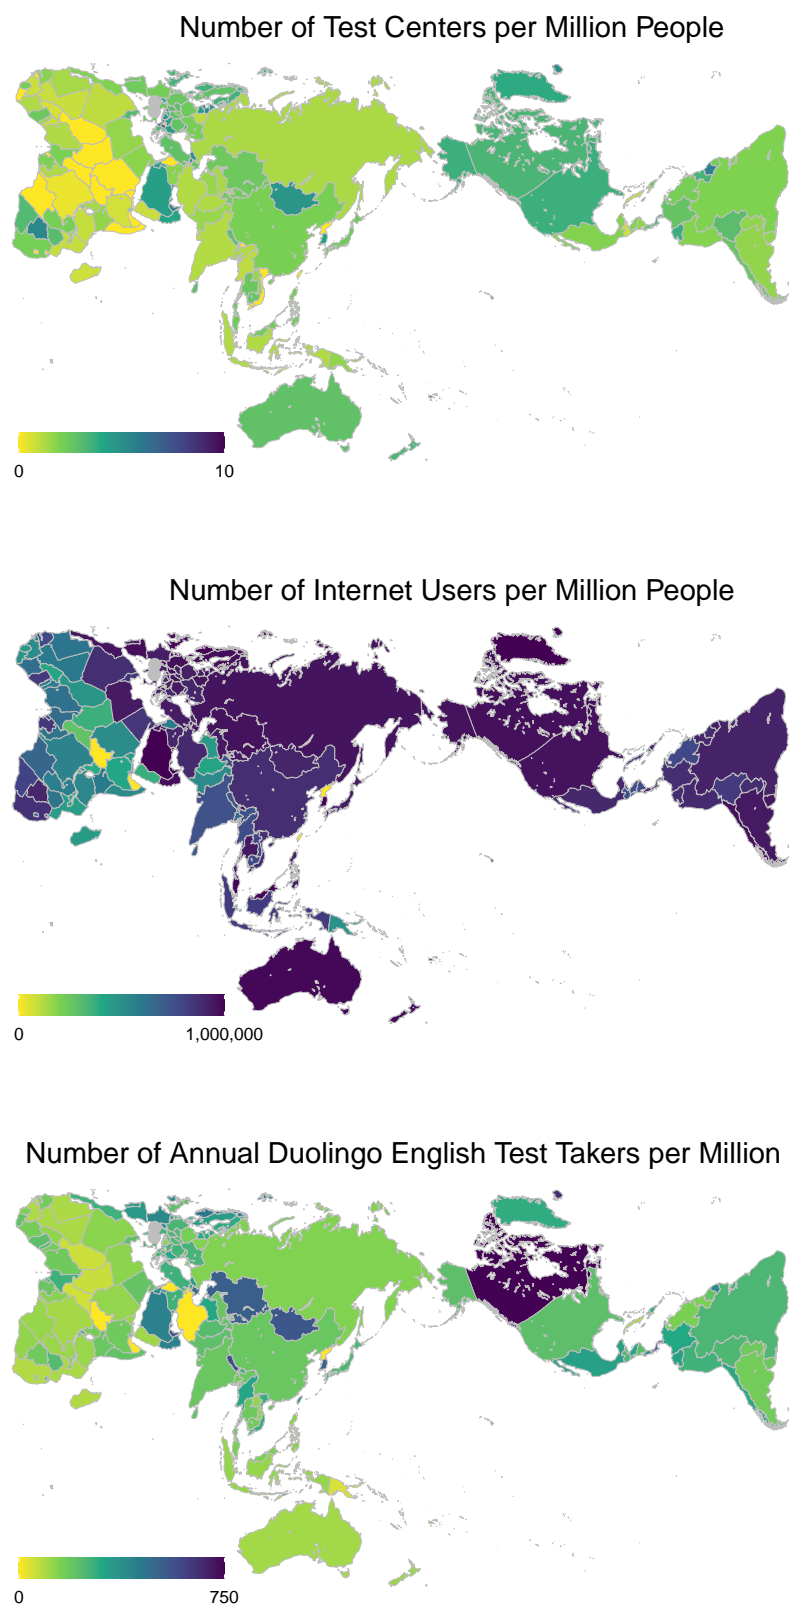 Number of Test Centers per Million People
0
10
Number of Internet Users per Million People
0
1,000,000
Number of Annual Duolingo English Test Takers per Million
0
750